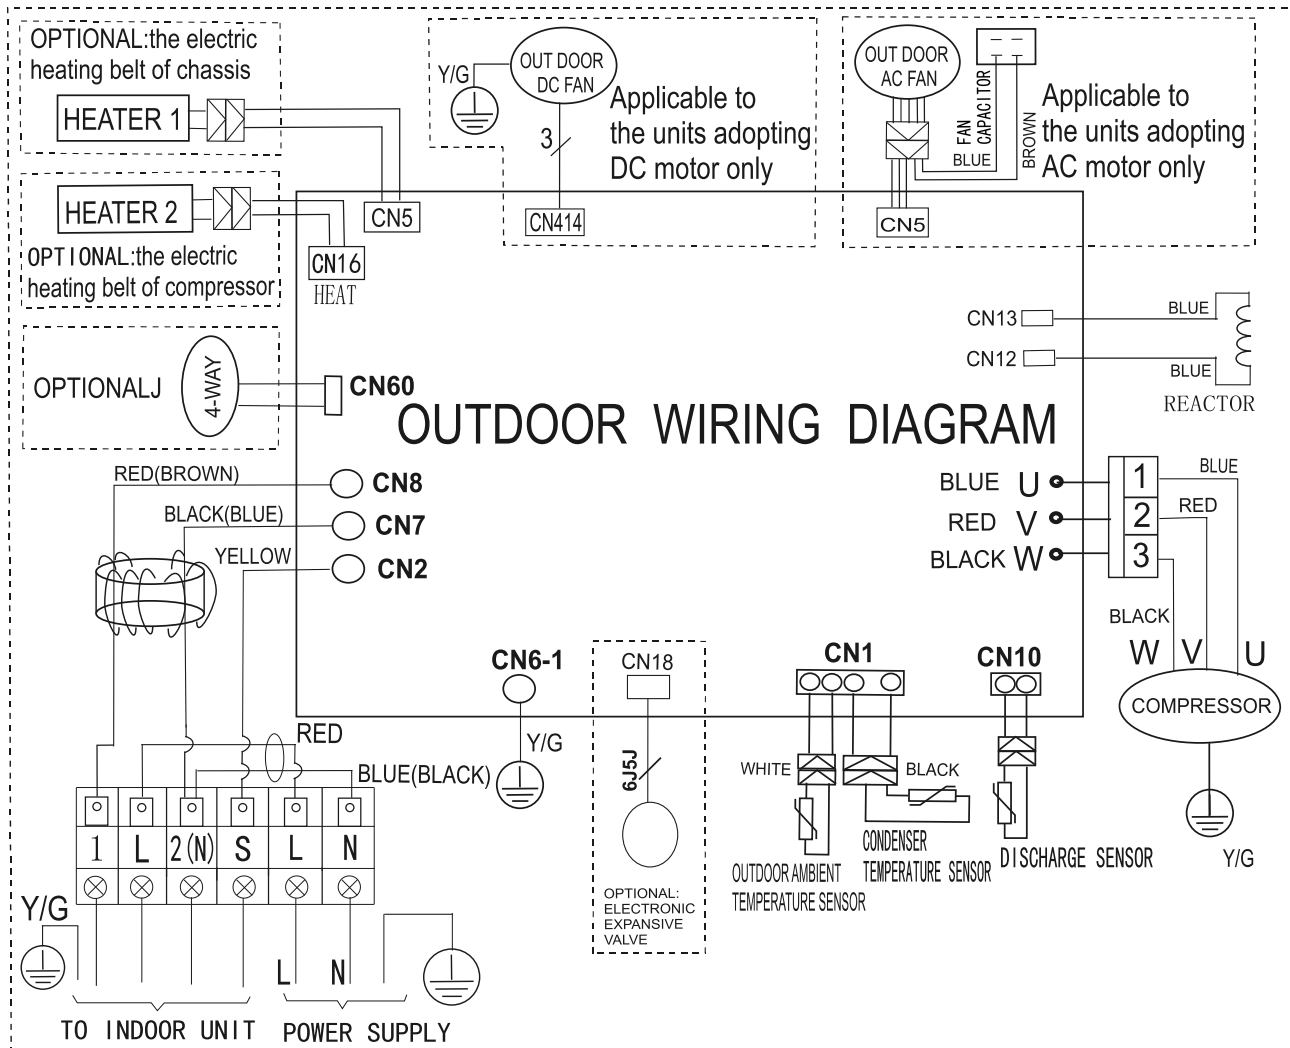 OPTIONAL:the electric
heating belt of chassis
HEATER 1
CN5
HEATER 2
OPTIONAL:the electric
heating belt of compressor
CN16
HEAT
Y/G
OUT DOOR
DC FAN
3
CN414
Applicable to
the units adopting
DC motor only
OUT DOOR
AC FAN
FAN
CAPACITOR
BLUE
BROWN
CN5
Applicable to
the units adopting
AC motor only
OPTIONALJ
4-WAY
CN60
CN13
BLUE
CN12
BLUE
REACTOR
OUTDOOR WIRING DIAGRAM
RED(BROWN)
CN8
BLACK(BLUE)
CN7
YELLOW
CN2
BLUE U
RED V
BLACK W
1
2
3
BLUE
RED
BLACK
W V U
COMPRESSOR
Y/G
CN6-1
Y/G
CN18
6J5J
OPTIONAL:
ELECTRONIC
EXPANSIVE
VALVE
CN1
WHITE
BLACK
OUTDOOR AMBIENT
TEMPERATURE SENSOR
CONDENSER
TEMPERATURE SENSOR
CN10
DISCHARGE SENSOR
RED
BLUE(BLACK)
1 L 2(N) S L N
Y/G
L N
TO INDOOR UNIT
POWER SUPPLY